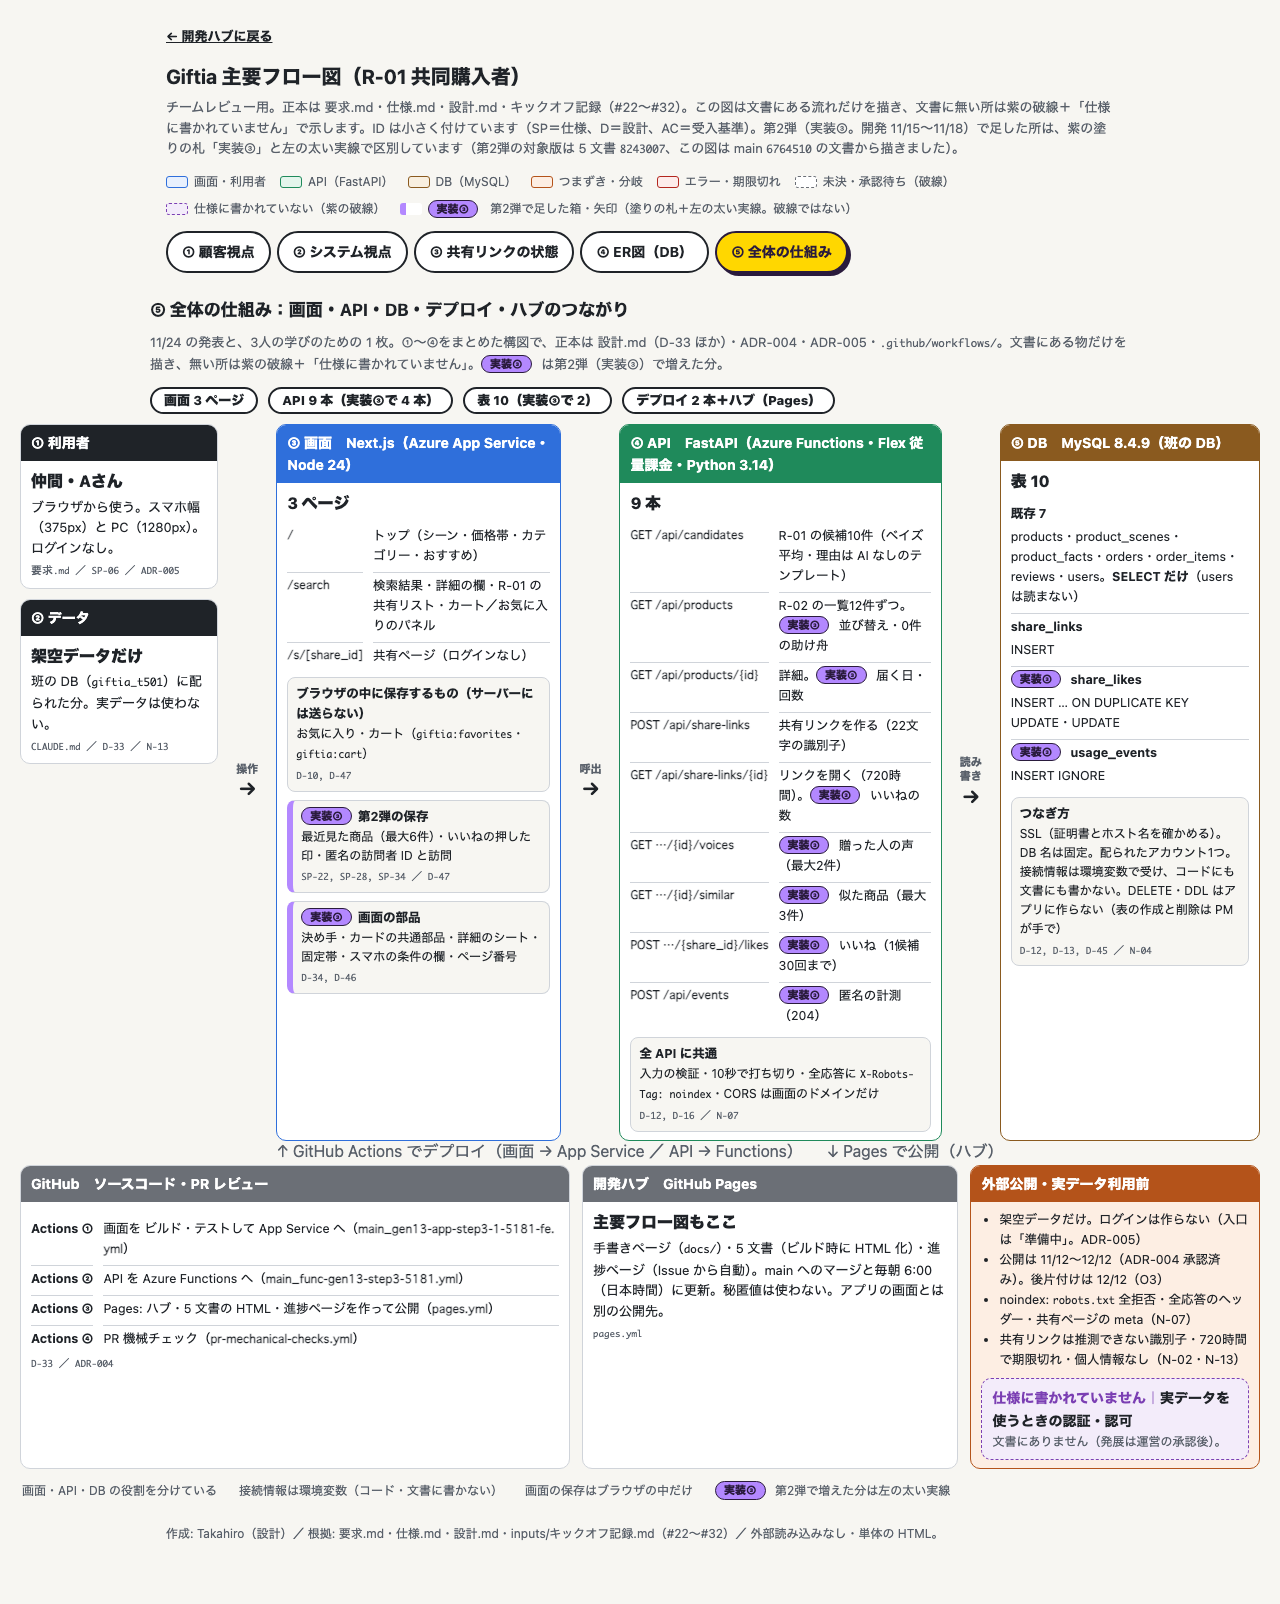 ← 開発ハブに戻る
Giftia 主要フロー図（R-01 共同購入者）
チームレビュー用。正本は 要求.md・仕様.md・設計.md・キックオフ記録（#22〜#32）。この図は文書にある流れだけを描き、文書に無い所は紫の破線＋「仕様
に書かれていません」で示します。ID は小さく付けています（SP＝仕様、D＝設計、AC＝受入基準）。第2弾（実装③。開発 11/15〜11/18）で足した所は、紫の塗
りの札「実装③」と左の太い実線で区別しています（第2弾の対象版は 5 文書 8243007、この図は main 6764510 の文書から描きました）。
画面・利用者 API（FastAPI） DB（MySQL） つまずき・分岐 エラー・期限切れ 未決・承認待ち（破線）
仕様に書かれていない（紫の破線） 実装③ 第2弾で足した箱・矢印（塗りの札＋左の太い実線。破線ではない）
① 顧客視点 ② システム視点 ③ 共有リンクの状態 ④ ER図（DB） ⑤ 全体の仕組み
⑤ 全体の仕組み：画面・API・DB・デプロイ・ハブのつながり
11/24 の発表と、3人の学びのための 1 枚。①〜④をまとめた構図で、正本は 設計.md（D-33 ほか）・ADR-004・ADR-005・.github/workflows/。文書にある物だけを
描き、無い所は紫の破線＋「仕様に書かれていません」。 実装③ は第2弾（実装③）で増えた分。
画面 3 ページ API 9 本（実装③で 4 本） 表 10（実装③で 2） デプロイ 2 本＋ハブ（Pages）
① 利用者
仲間・Aさん
ブラウザから使う。スマホ幅
（375px）と PC（1280px）。
ログインなし。
要求.md ／ SP-06 ／ ADR-005
② データ
架空データだけ
班の DB（giftia_t501）に配
られた分。実データは使わな
い。
CLAUDE.md ／ D-33 ／ N-13
操作
→
③ 画面 Next.js（Azure App Service・
Node 24）
3 ページ
/ トップ（シーン・価格帯・カテ
ゴリー・おすすめ）
/search 検索結果・詳細の欄・R-01 の
共有リスト・カート／お気に入
りのパネル
/s/[share_id] 共有ページ（ログインなし）
ブラウザの中に保存するもの（サーバーに
は送らない）
お気に入り・カート（giftia:favorites・
giftia:cart）
D-10, D-47
実装③ 第2弾の保存
最近見た商品（最大6件）・いいねの押した
印・匿名の訪問者 ID と訪問
SP-22, SP-28, SP-34 ／ D-47
実装③ 画面の部品
決め手・カードの共通部品・詳細のシート・
固定帯・スマホの条件の欄・ページ番号
D-34, D-46
呼出
→
④ API FastAPI（Azure Functions・Flex 従
量課金・Python 3.14）
9 本
GET /api/candidates R-01 の候補10件（ベイズ
平均・理由は AI なしのテ
ンプレート）
GET /api/products R-02 の一覧12件ずつ。
実装③ 並び替え・0件
の助け舟
GET /api/products/{id} 詳細。 実装③ 届く日・
回数
POST /api/share-links 共有リンクを作る（22文
字の識別子）
GET /api/share-links/{id} リンクを開く（720時
間）。 実装③ いいねの
数
GET …/{id}/voices 実装③ 贈った人の声
（最大2件）
GET …/{id}/similar 実装③ 似た商品（最大
3件）
POST …/{share_id}/likes 実装③ いいね（1候補
30回まで）
POST /api/events 実装③ 匿名の計測
（204）
全 API に共通
入力の検証・10秒で打ち切り・全応答に X-Robots-
Tag: noindex・CORS は画面のドメインだけ
D-12, D-16 ／ N-07
読み
書き
→
⑤ DB MySQL 8.4.9（班の DB）
表 10
既存 7
products・product_scenes・
product_facts・orders・order_items・
reviews・users。SELECT だけ（users
は読まない）
share_links
INSERT
実装③ share_likes
INSERT … ON DUPLICATE KEY
UPDATE・UPDATE
実装③ usage_events
INSERT IGNORE
つなぎ方
SSL（証明書とホスト名を確かめる）。
DB 名は固定。配られたアカウント1つ。
接続情報は環境変数で受け、コードにも
文書にも書かない。DELETE・DDL はア
プリに作らない（表の作成と削除は PM
が手で）
D-12, D-13, D-45 ／ N-04
↑ GitHub Actions でデプロイ（画面 → App Service ／ API → Functions） ↓ Pages で公開（ハブ）
GitHub ソースコード・PR レビュー
Actions ① 画面を ビルド・テストして App Service へ（main_gen13-app-step3-1-5181-fe.
yml）
Actions ② API を Azure Functions へ（main_func-gen13-step3-5181.yml）
Actions ③ Pages: ハブ・5 文書の HTML・進捗ページを作って公開（pages.yml）
Actions ④ PR 機械チェック（pr-mechanical-checks.yml）
D-33 ／ ADR-004
開発ハブ GitHub Pages
主要フロー図もここ
手書きページ（docs/）・5 文書（ビルド時に HTML 化）・進
捗ページ（Issue から自動）。main へのマージと毎朝 6:00
（日本時間）に更新。秘匿値は使わない。アプリの画面とは
別の公開先。
pages.yml
外部公開・実データ利用前
• 架空データだけ。ログインは作らない（入口
は「準備中」。ADR-005）
• 公開は 11/12〜12/12（ADR-004 承認済
み）。後片付けは 12/12（O3）
• noindex: robots.txt 全拒否・全応答のヘッ
ダー・共有ページの meta（N-07）
• 共有リンクは推測できない識別子・720時間
で期限切れ・個人情報なし（N-02・N-13）
仕様に書かれていません｜実データを
使うときの認証・認可
文書にありません（発展は運営の承認後）。
画面・API・DB の役割を分けている 接続情報は環境変数（コード・文書に書かない） 画面の保存はブラウザの中だけ 実装③ 第2弾で増えた分は左の太い実線
作成: Takahiro（設計）／ 根拠: 要求.md・仕様.md・設計.md・inputs/キックオフ記録.md（#22〜#32）／ 外部読み込みなし・単体の HTML。